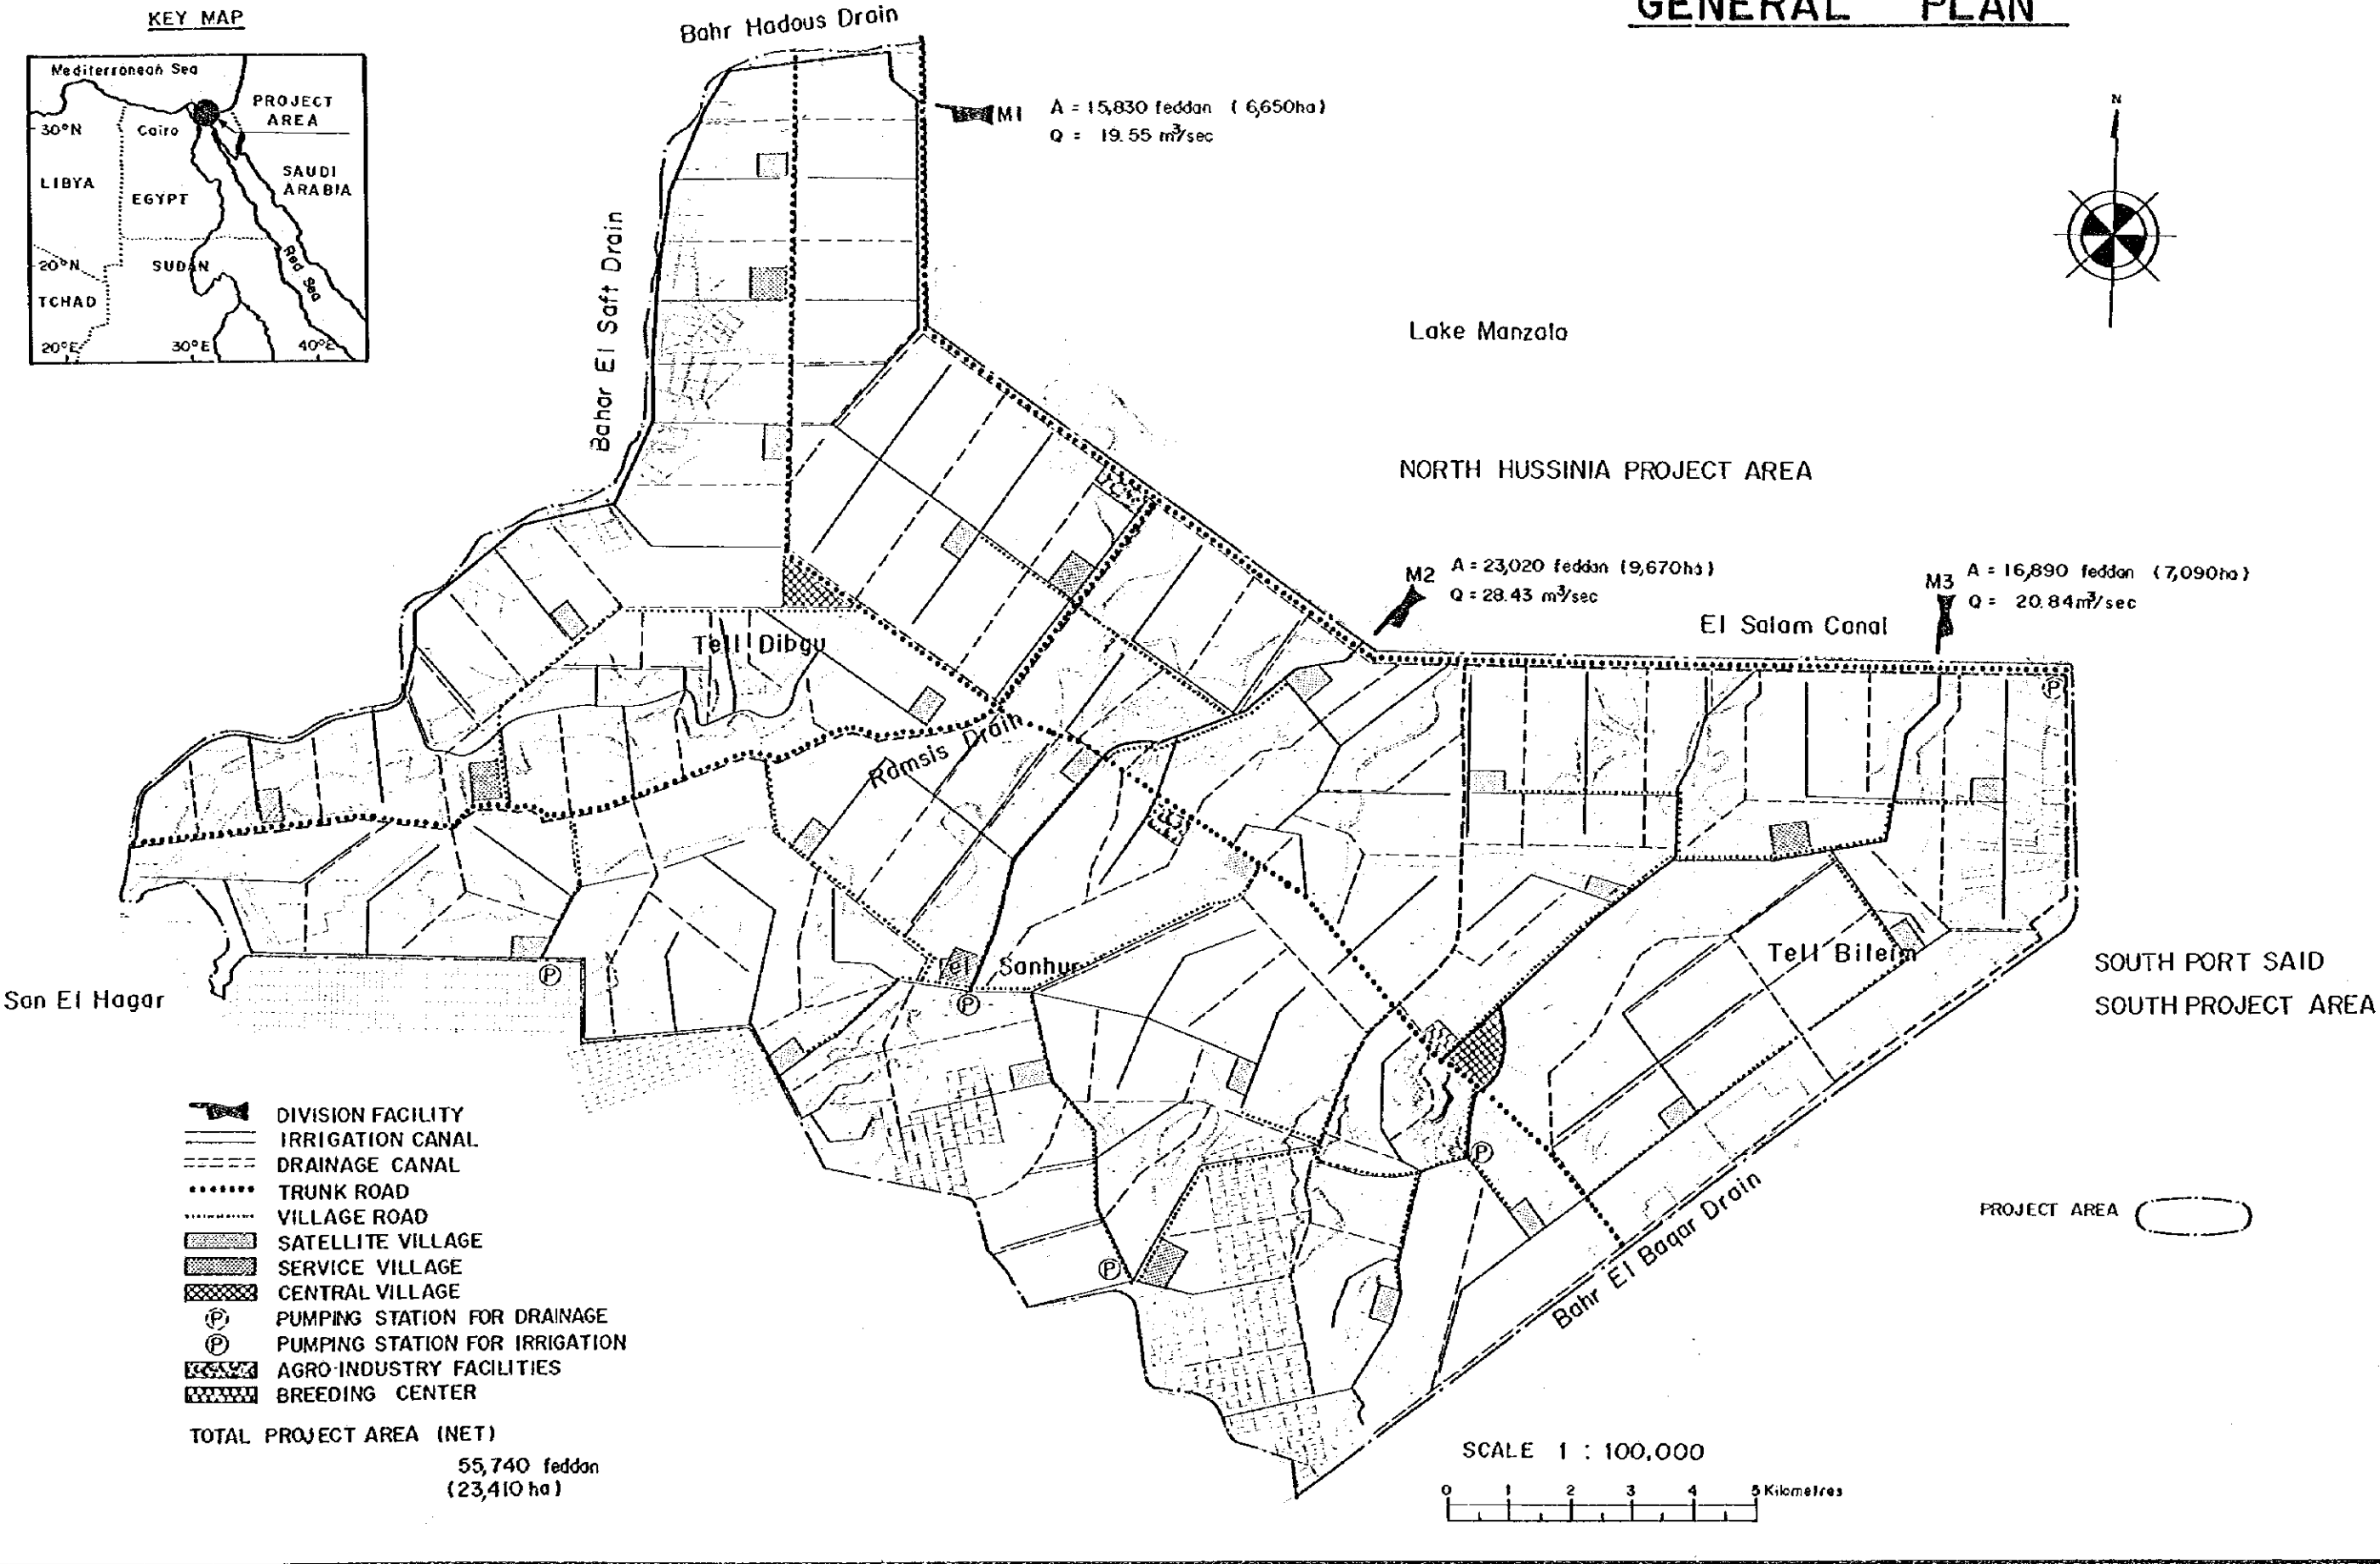 GENERAL PLAN
KEY MAP
Mediterranean Sea
PROJECT
AREA
30°N
Cairo
LIBYA
EGYPT
SAUDI
ARABIA
20°N
SUDAN
Red Sea
TCHAD
20°E
30°E
40°E
Bahr Hadous Drain
M1
A = 15,830 feddan (6,650ha)
Q = 19.55 m³/sec
N
Bahar El Saft Drain
Lake Manzala
NORTH HUSSINIA PROJECT AREA
M2
A = 23,020 feddan (9,670ha)
Q = 28.43 m³/sec
M3
A = 16,890 feddan (7,090ha)
Q = 20.84m³/sec
El Salam Canal
Tell Dibgu
P
Ramsis Drain
Tell Bileim
SOUTH PORT SAID
SOUTH PROJECT AREA
San El Hagar
P
Tel Sanhur
P
P
P
Bahr El Baqar Drain
DIVISION FACILITY
IRRIGATION CANAL
DRAINAGE CANAL
TRUNK ROAD
VILLAGE ROAD
SATELLITE VILLAGE
SERVICE VILLAGE
CENTRAL VILLAGE
P PUMPING STATION FOR DRAINAGE
P PUMPING STATION FOR IRRIGATION
AGRO-INDUSTRY FACILITIES
BREEDING CENTER
PROJECT AREA
TOTAL PROJECT AREA (NET)
55,740 feddan
(23,410 ha)
SCALE 1 : 100,000
0 1 2 3 4 5 Kilometres